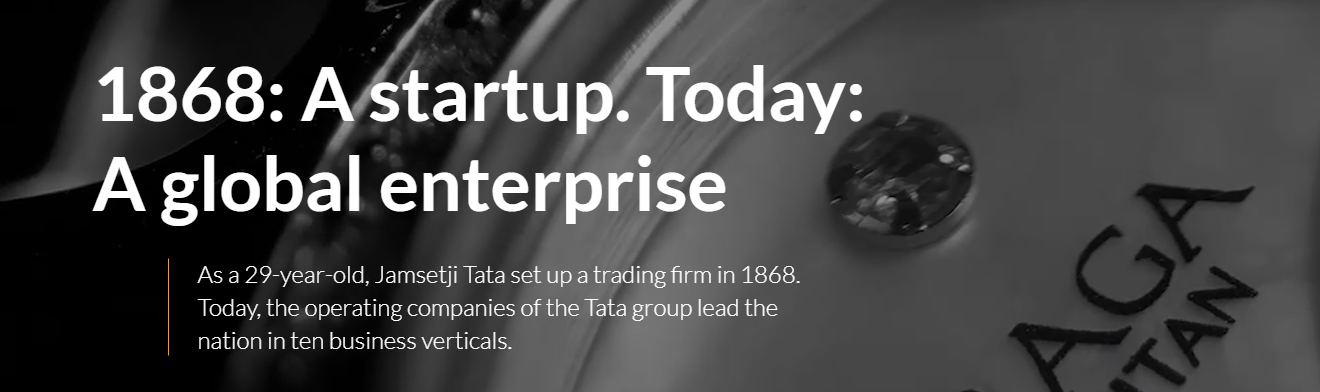 1868: A startup. Today:
A global enterprise
As a 29-year-old, Jamsetji Tata set up a trading firm in 1868.
Today, the operating companies of the Tata group lead the
nation in ten business verticals.